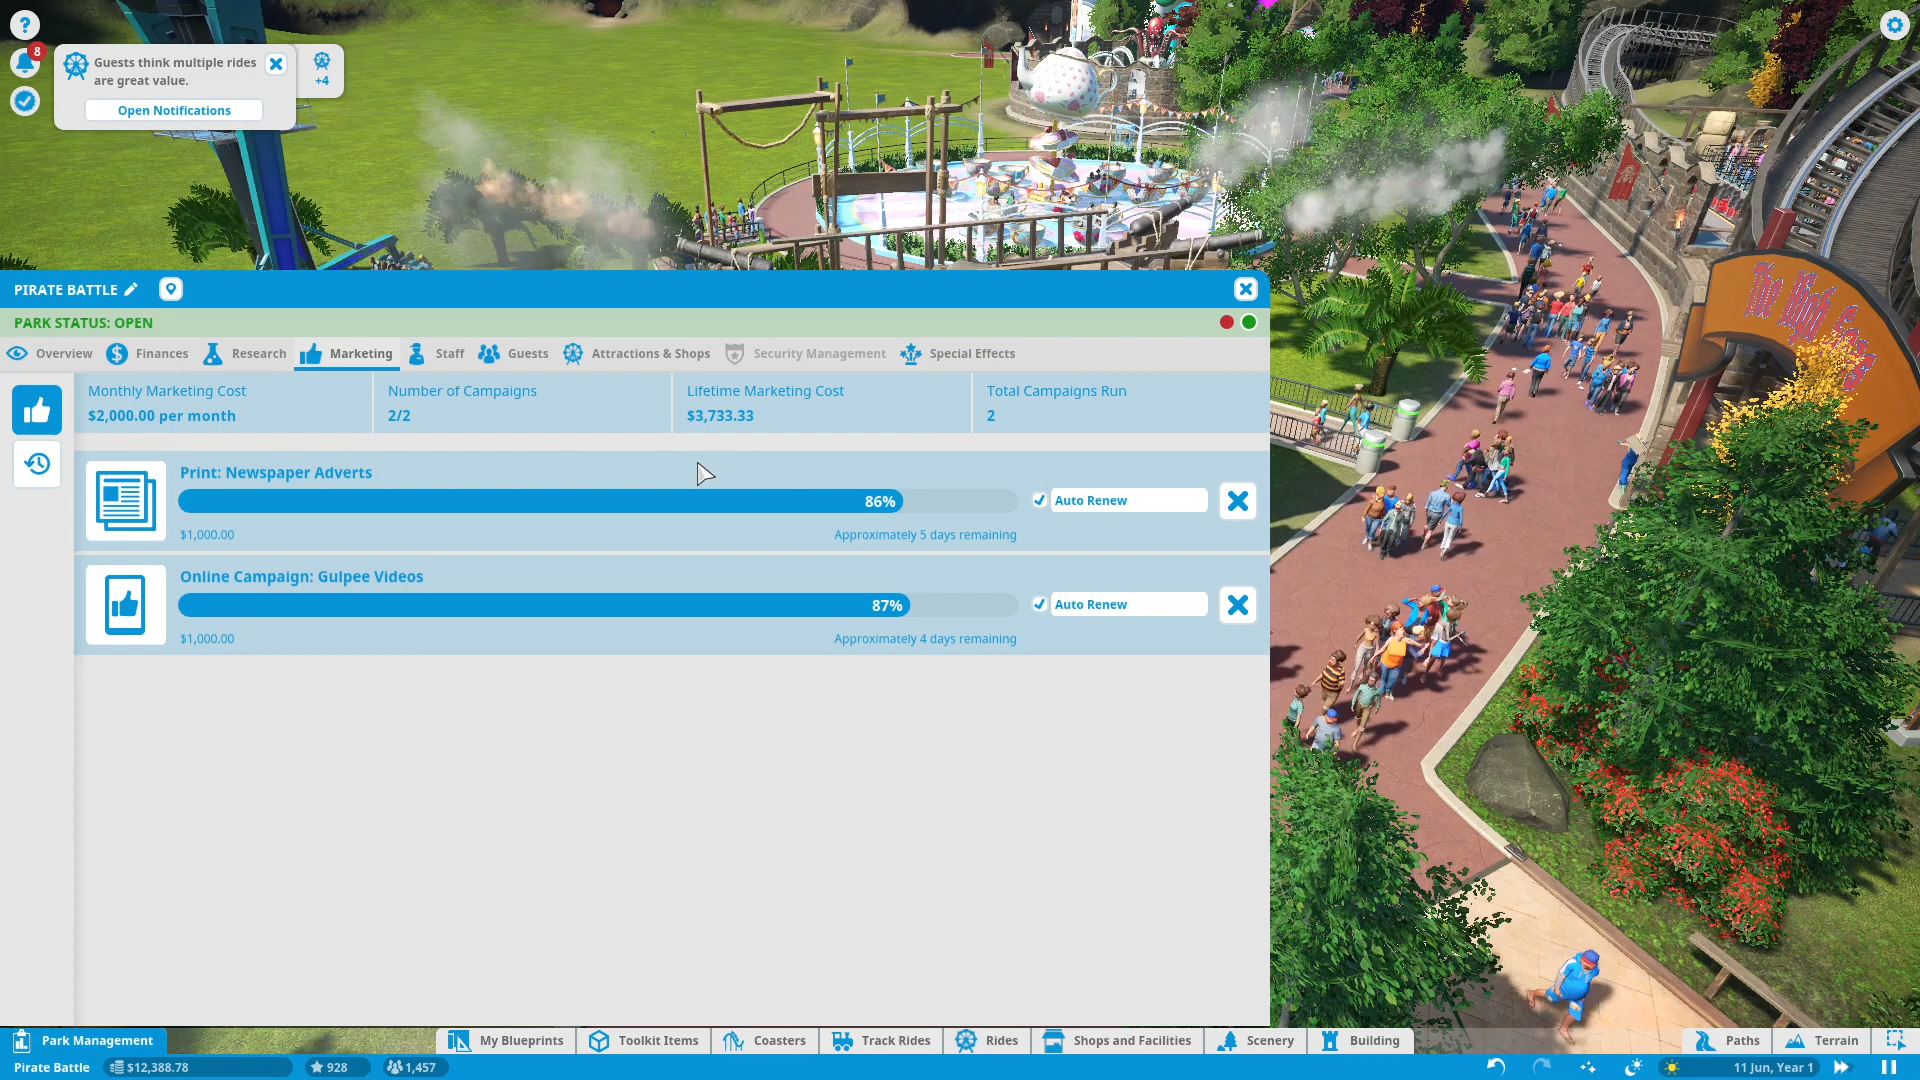 ?
8
Guests think multiple rides
are great value.
Open Notifications
+4
PIRATE BATTLE
PARK STATUS: OPEN
Overview
Finances
Research
Marketing
Staff
Guests
Attractions & Shops
Security Management
Special Effects
Monthly Marketing Cost
$2,000.00 per month
Number of Campaigns
2/2
Lifetime Marketing Cost
$3,733.33
Total Campaigns Run
2
Print: Newspaper Adverts
86%
Auto Renew
$1,000.00
Approximately 5 days remaining
Online Campaign: Gulpee Videos
87%
Auto Renew
$1,000.00
Approximately 4 days remaining
The High
Park Management
My Blueprints
Toolkit Items
Coasters
Track Rides
Rides
Shops and Facilities
Scenery
Building
Paths
Terrain
Pirate Battle
$12,388.78
928
1,457
11 Jun, Year 1